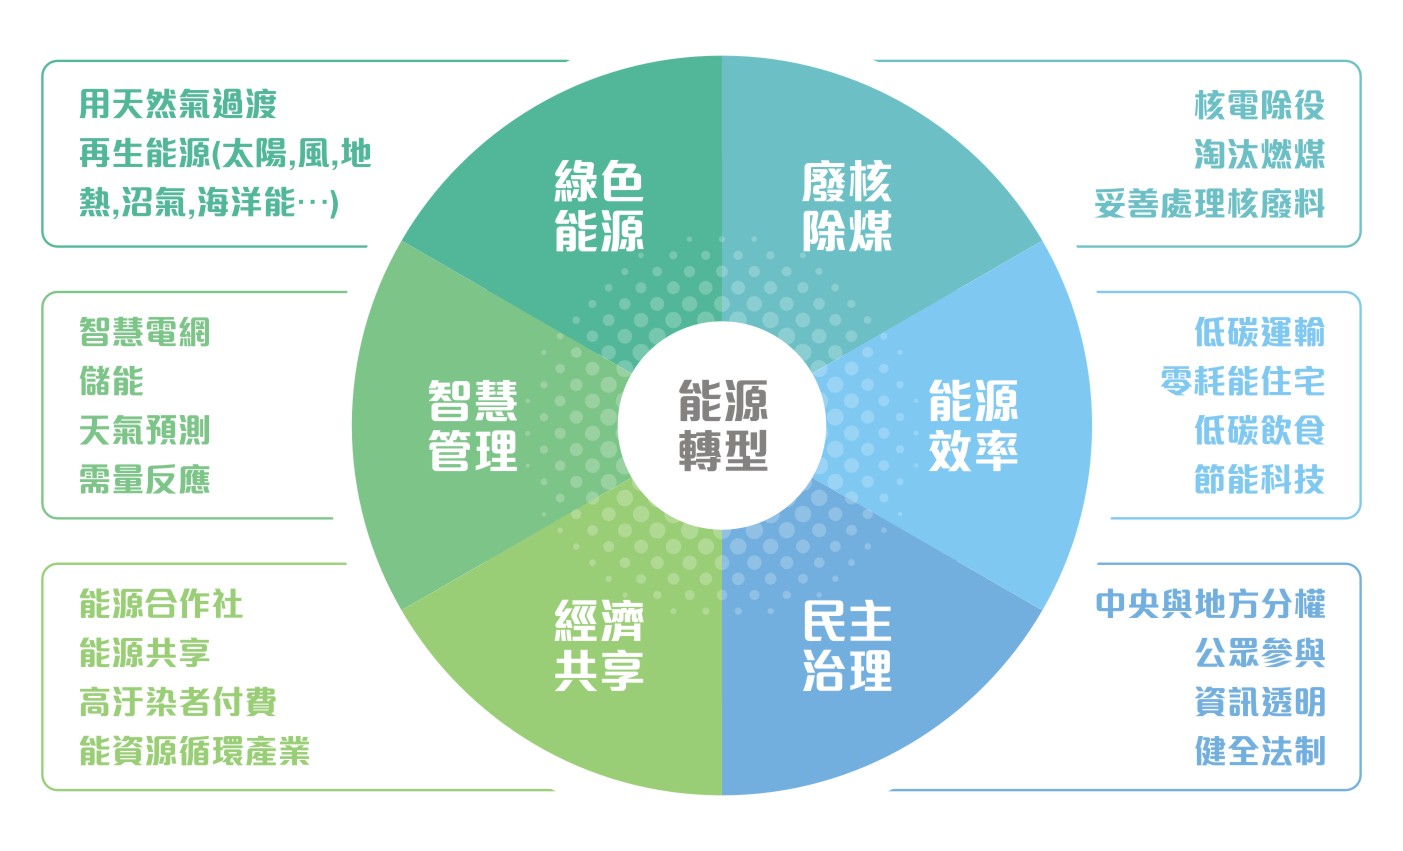 用天然氣過渡
再生能源(太陽,風,地
熱,沼氣,海洋能…)
智慧電網
儲能
天氣預測
需量反應
能源合作社
能源共享
高汙染者付費
能資源循環產業
綠色
能源
廢核
除煤
智慧
管理
能源
轉型
能源
效率
經濟
共享
民主
治理
核電除役
淘汰燃煤
妥善處理核廢料
低碳運輸
零耗能住宅
低碳飲食
節能科技
中央與地方分權
公眾參與
資訊透明
健全法制